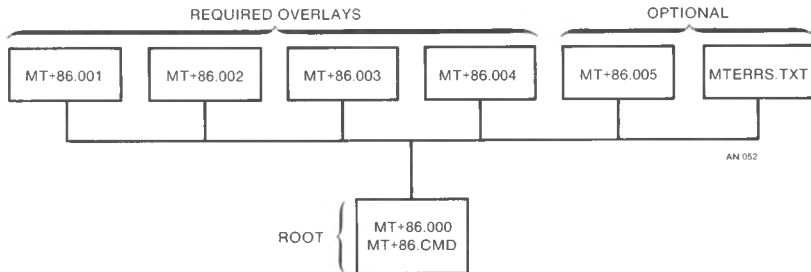 REQUIRED OVERLAYS
OPTIONAL
MT+86.001
MT+86.002
MT+86.003
MT+86.004
MT+86.005
MTERRS.TXT
AN 052
ROOT
MT+86.000
MT+86.CMD